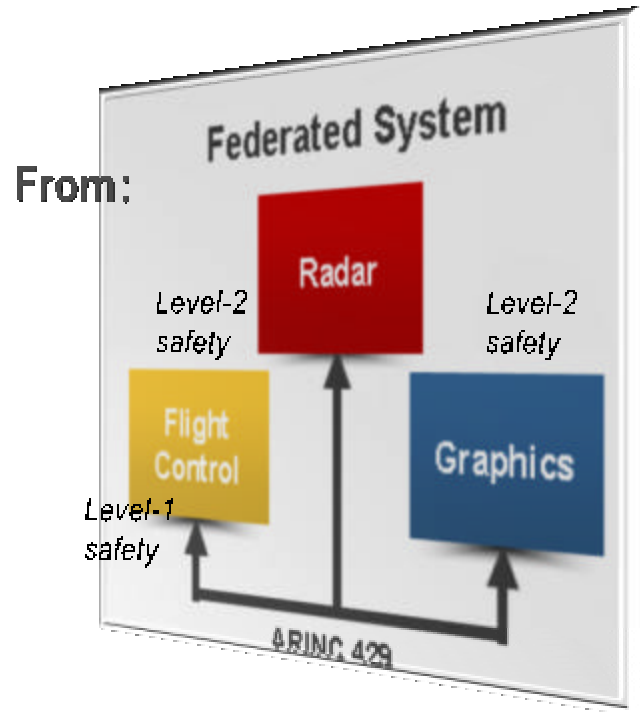 Federated System
From:
Radar
Level-2
safety
Level-2
safety
Flight
Control
Graphics
Level-1
safety
ARINC 429